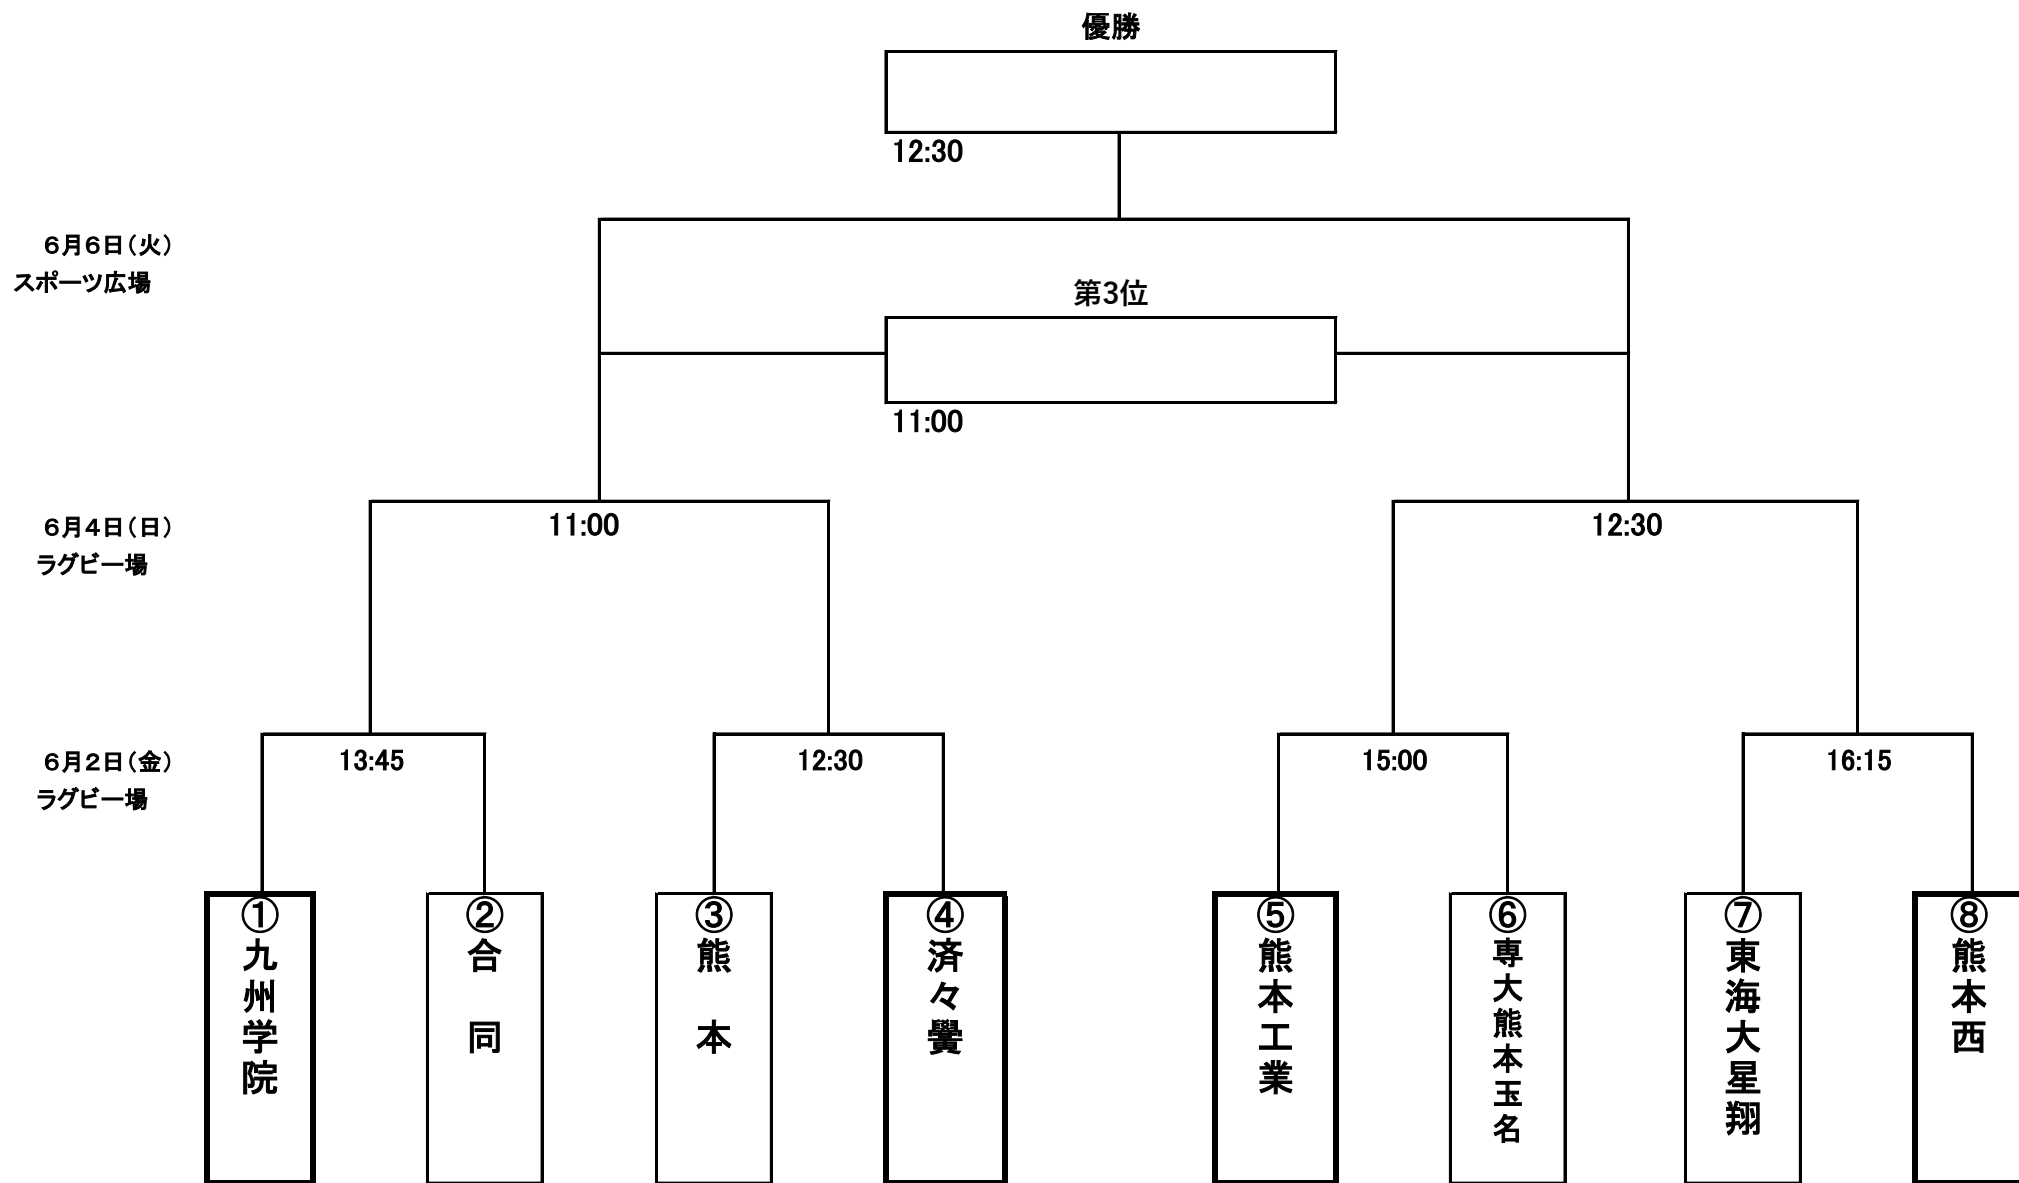 優勝
12:30
６月６日（火）
スポーツ広場
第3位
11:00
６月４日（日）
ラグビー場
11:00
12:30
６月２日（金）
ラグビー場
13:45
12:30
15:00
16:15
①九州学院
②合同
③熊本
④済々黌
⑤熊本工業
⑥専大熊本玉名
⑦東海大星翔
⑧熊本西